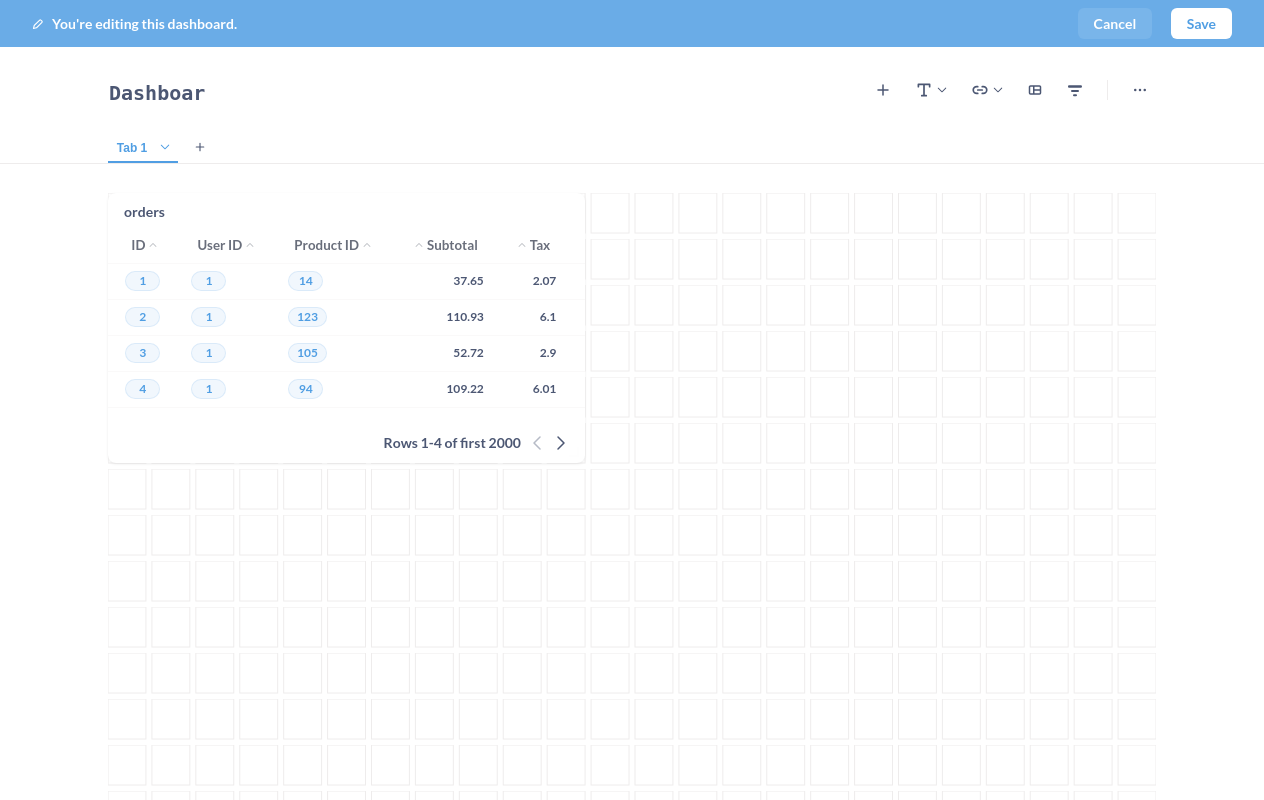 You're editing this dashboard.
Cancel
Save
Dashboar
Tab 1
orders
ID User ID Product ID Subtotal Tax
1 1 14 37.65 2.07
2 1 123 110.93 6.1
3 1 105 52.72 2.9
4 1 94 109.22 6.01
Rows 1-4 of first 2000